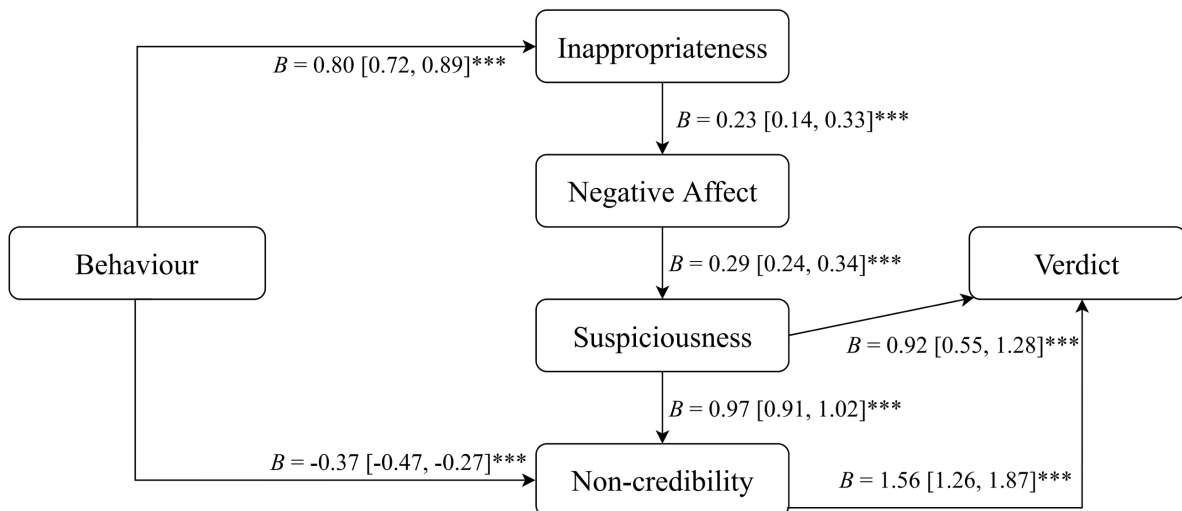 Inappropriateness
B = 0.80 [0.72, 0.89]***
B = 0.23 [0.14, 0.33]***
Negative Affect
Behaviour
B = 0.29 [0.24, 0.34]***
Verdict
Suspiciousness
B = 0.92 [0.55, 1.28]***
B = 0.97 [0.91, 1.02]***
B = -0.37 [-0.47, -0.27]***
Non-credibility
B = 1.56 [1.26, 1.87]***